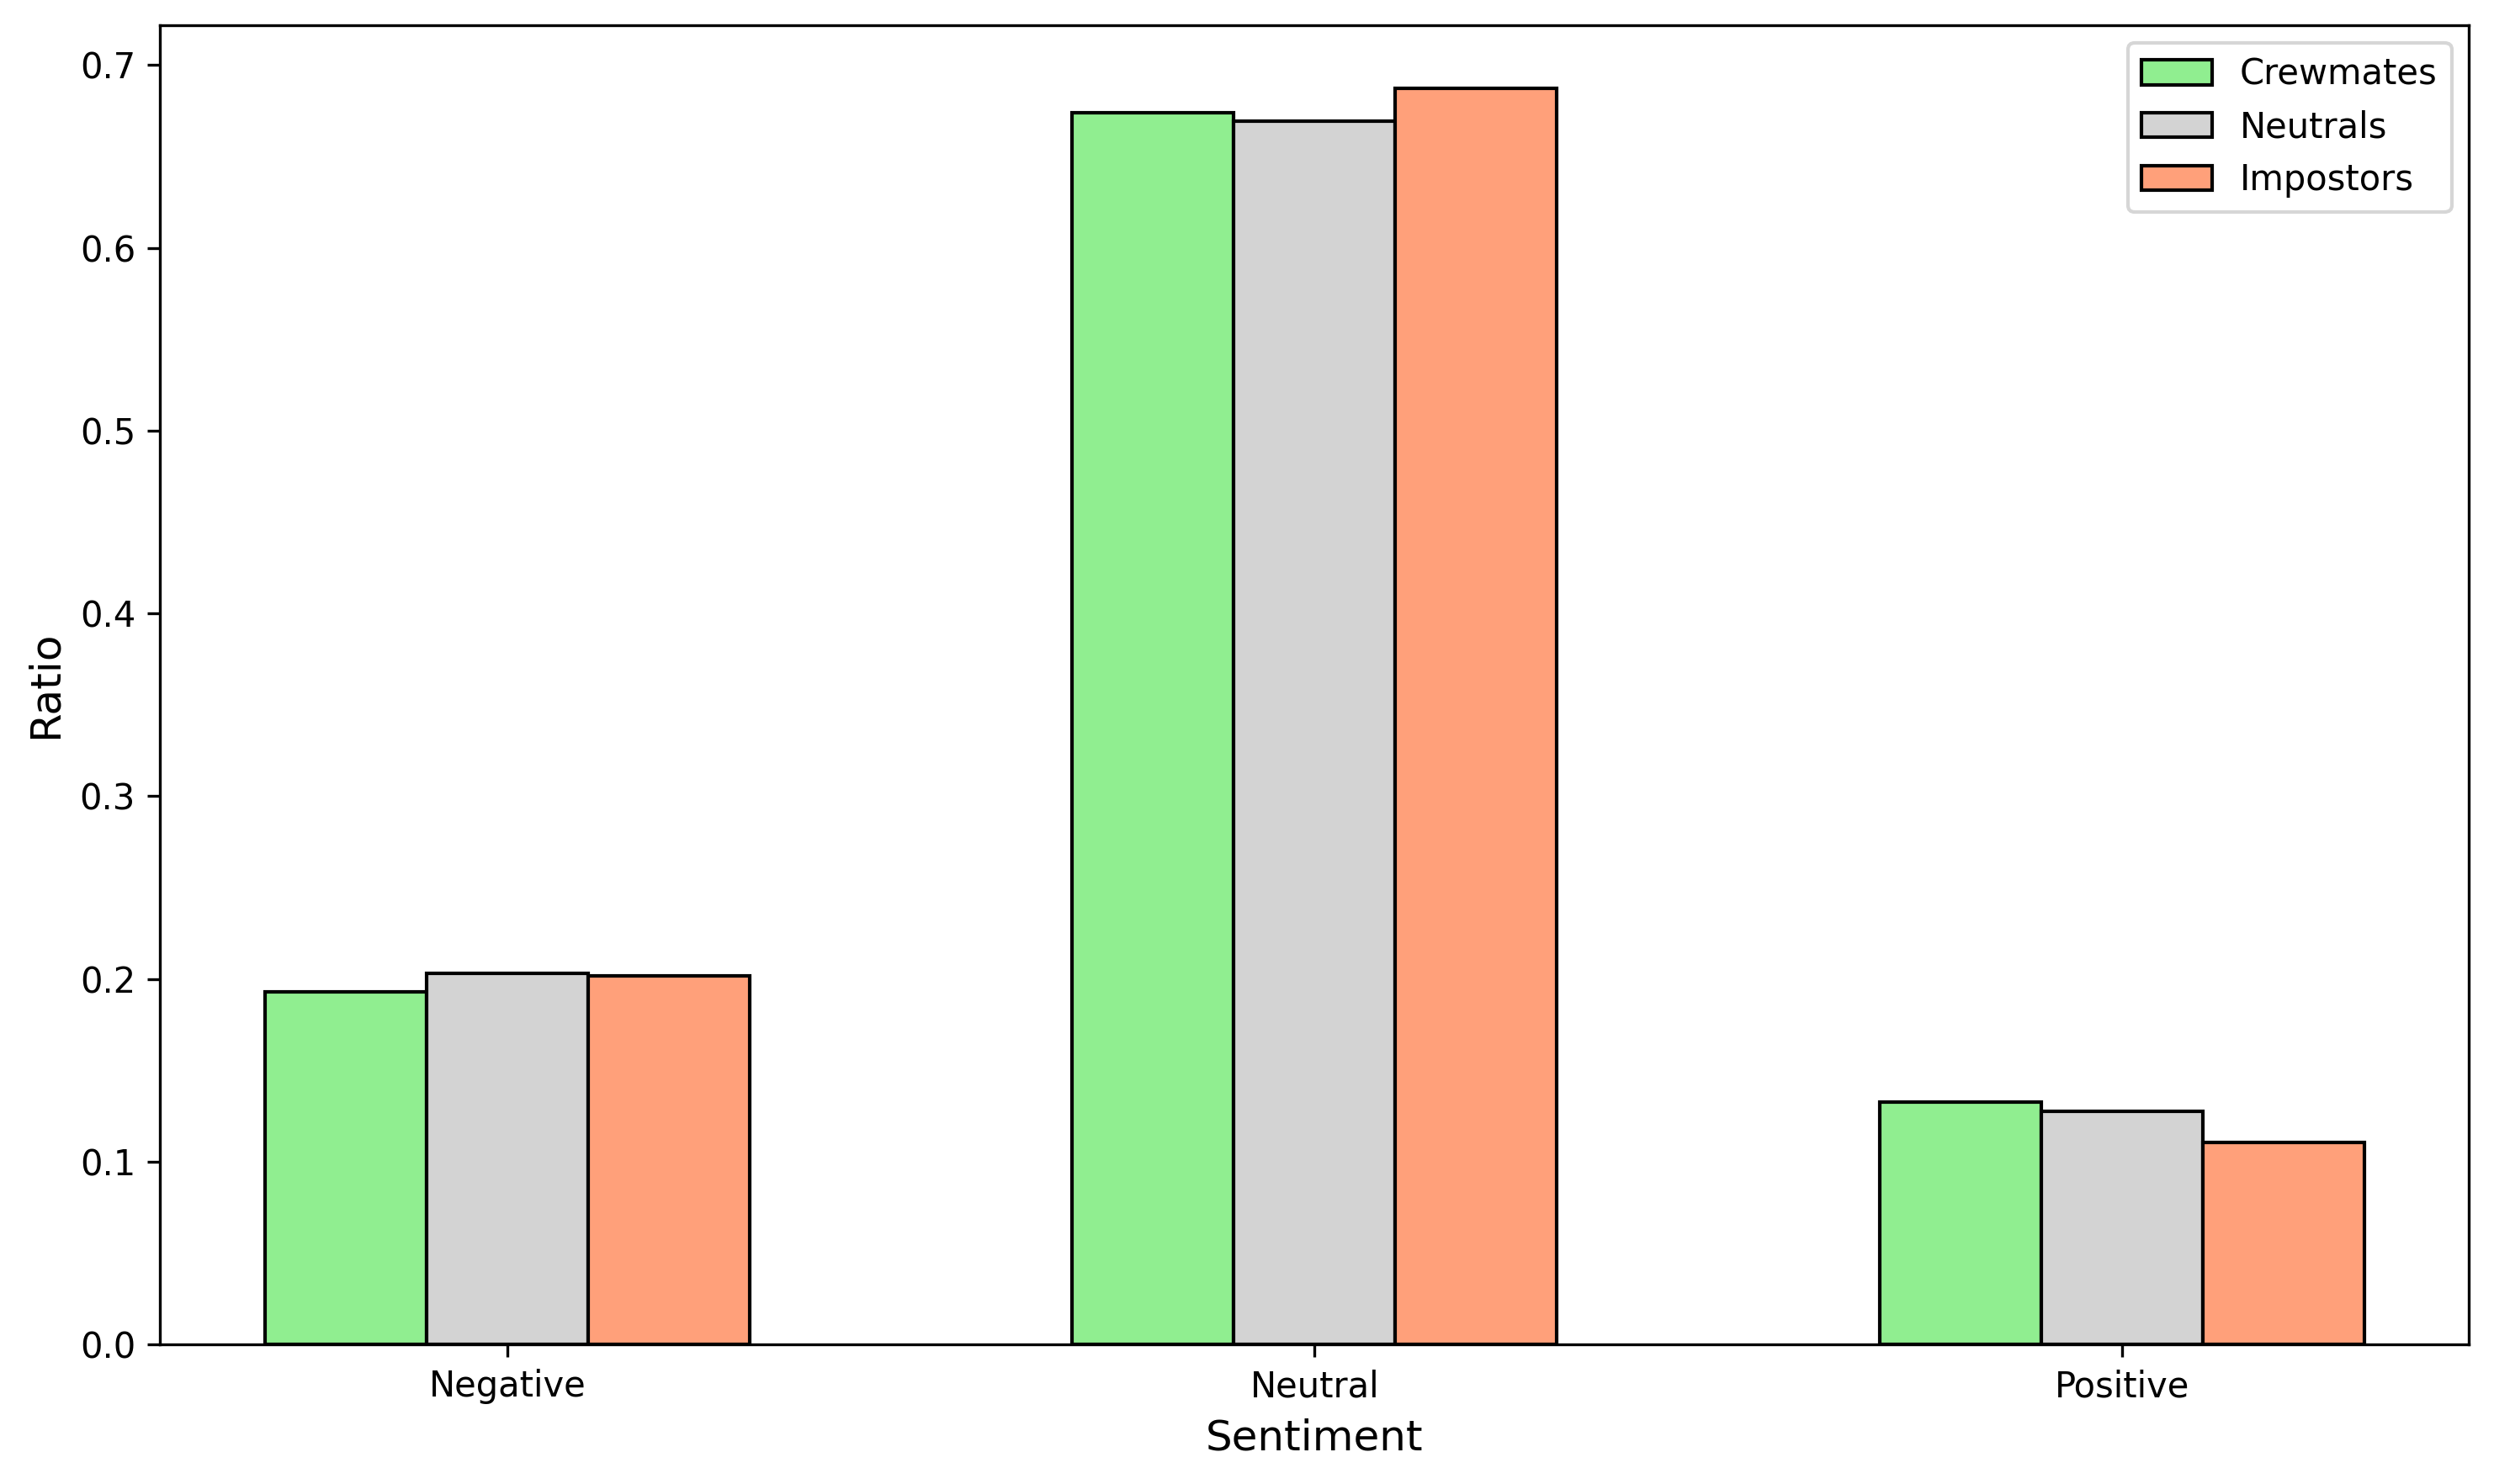 0.7
0.6
0.5
0.4
0.3
0.2
0.1
0.0
Ratio
Negative
Neutral
Positive
Sentiment
Crewmates
Neutrals
Impostors